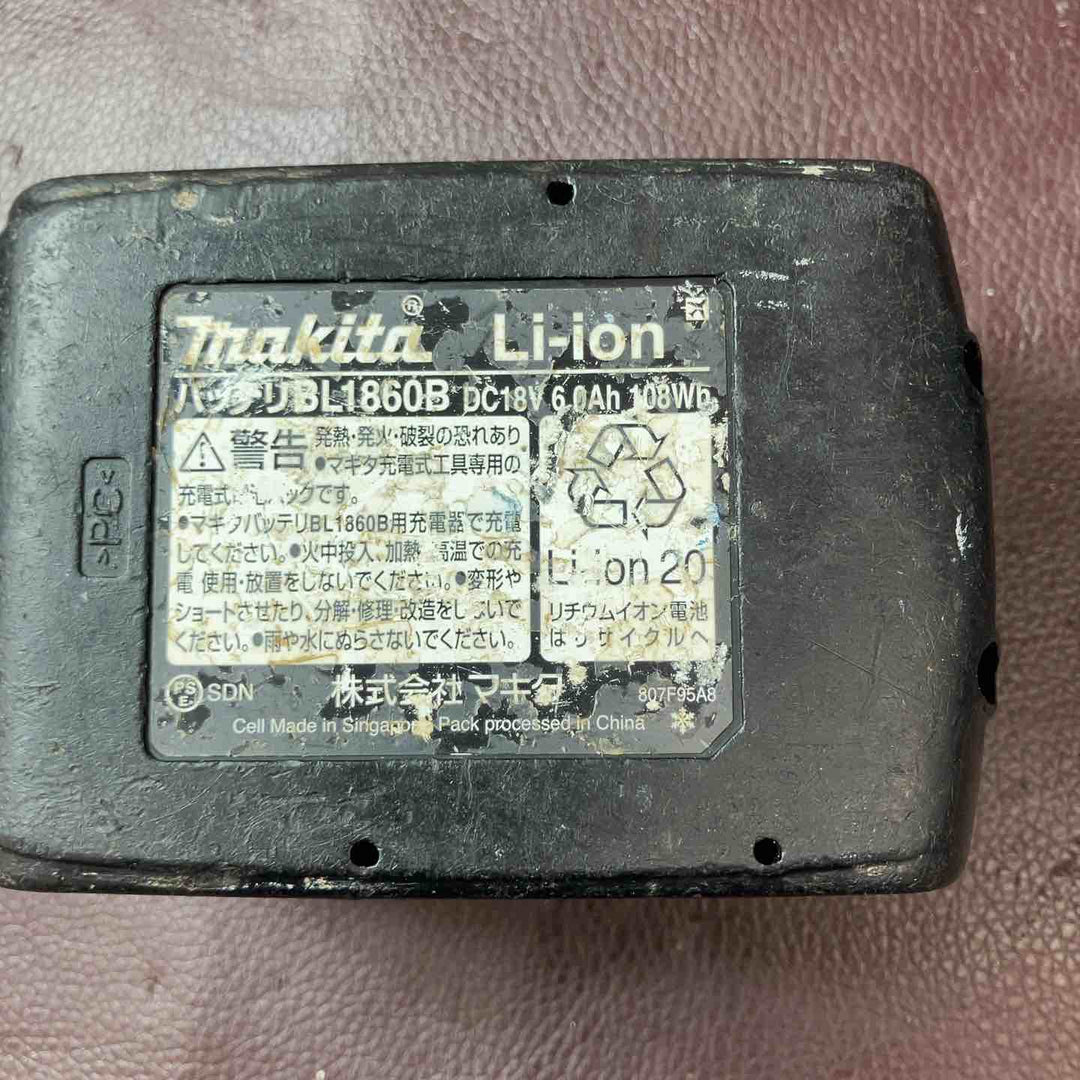 makita® Li-ion
バッテリBL1860B DC18V 6.0Ah 108Wh
警告 発熱・発火・破裂の恐れあり
●マキタ充電式工具専用の
充電式 パックです。
●マキタバッテリBL1860B用充電器で充電
してください。●火中投入、加熱、高温での充
電・使用・放置をしないでください。●変形や
ショートさせたり、分解・修理・改造をしないで
ください。●雨や水にぬらさないでください。
Li-ion 20
リチウムイオン電池
はリサイクルへ
PSE SDN 株式会社マキタ 807F95A8
Cell Made in Singapore Pack processed in China
>PC<